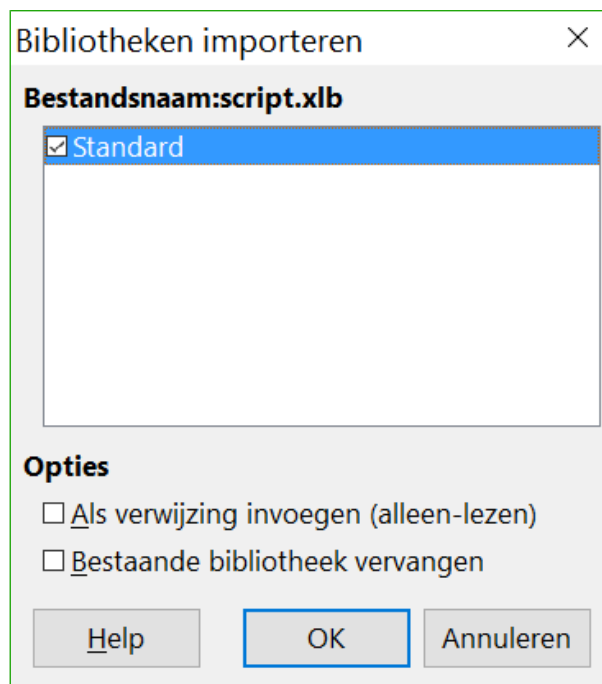 Bibliotheken importeren
Bestandsnaam:script.xlb
Standard
Opties
Als verwijzing invoegen (alleen-lezen)
Bestaande bibliotheek vervangen
Help OK Annuleren